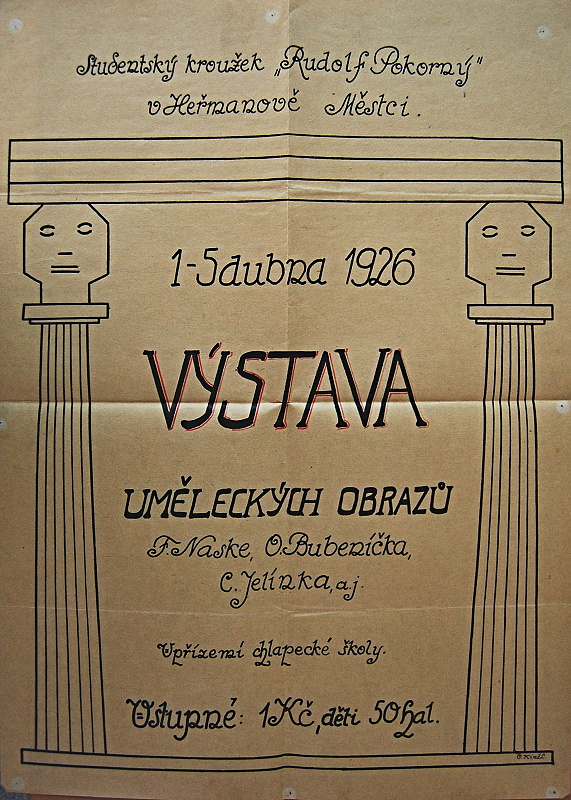 Studentský kroužek „Rudolf Pokorný"
v Heřmanově Městci.
1-5 dubna 1926
VÝSTAVA
UMĚLECKÝCH OBRAZŮ
F. Naske, O. Bubeníčka,
C. Jelínka, a j.
V přízemí chlapecké školy.
Vstupné: 1 Kč, děti 50 hal.